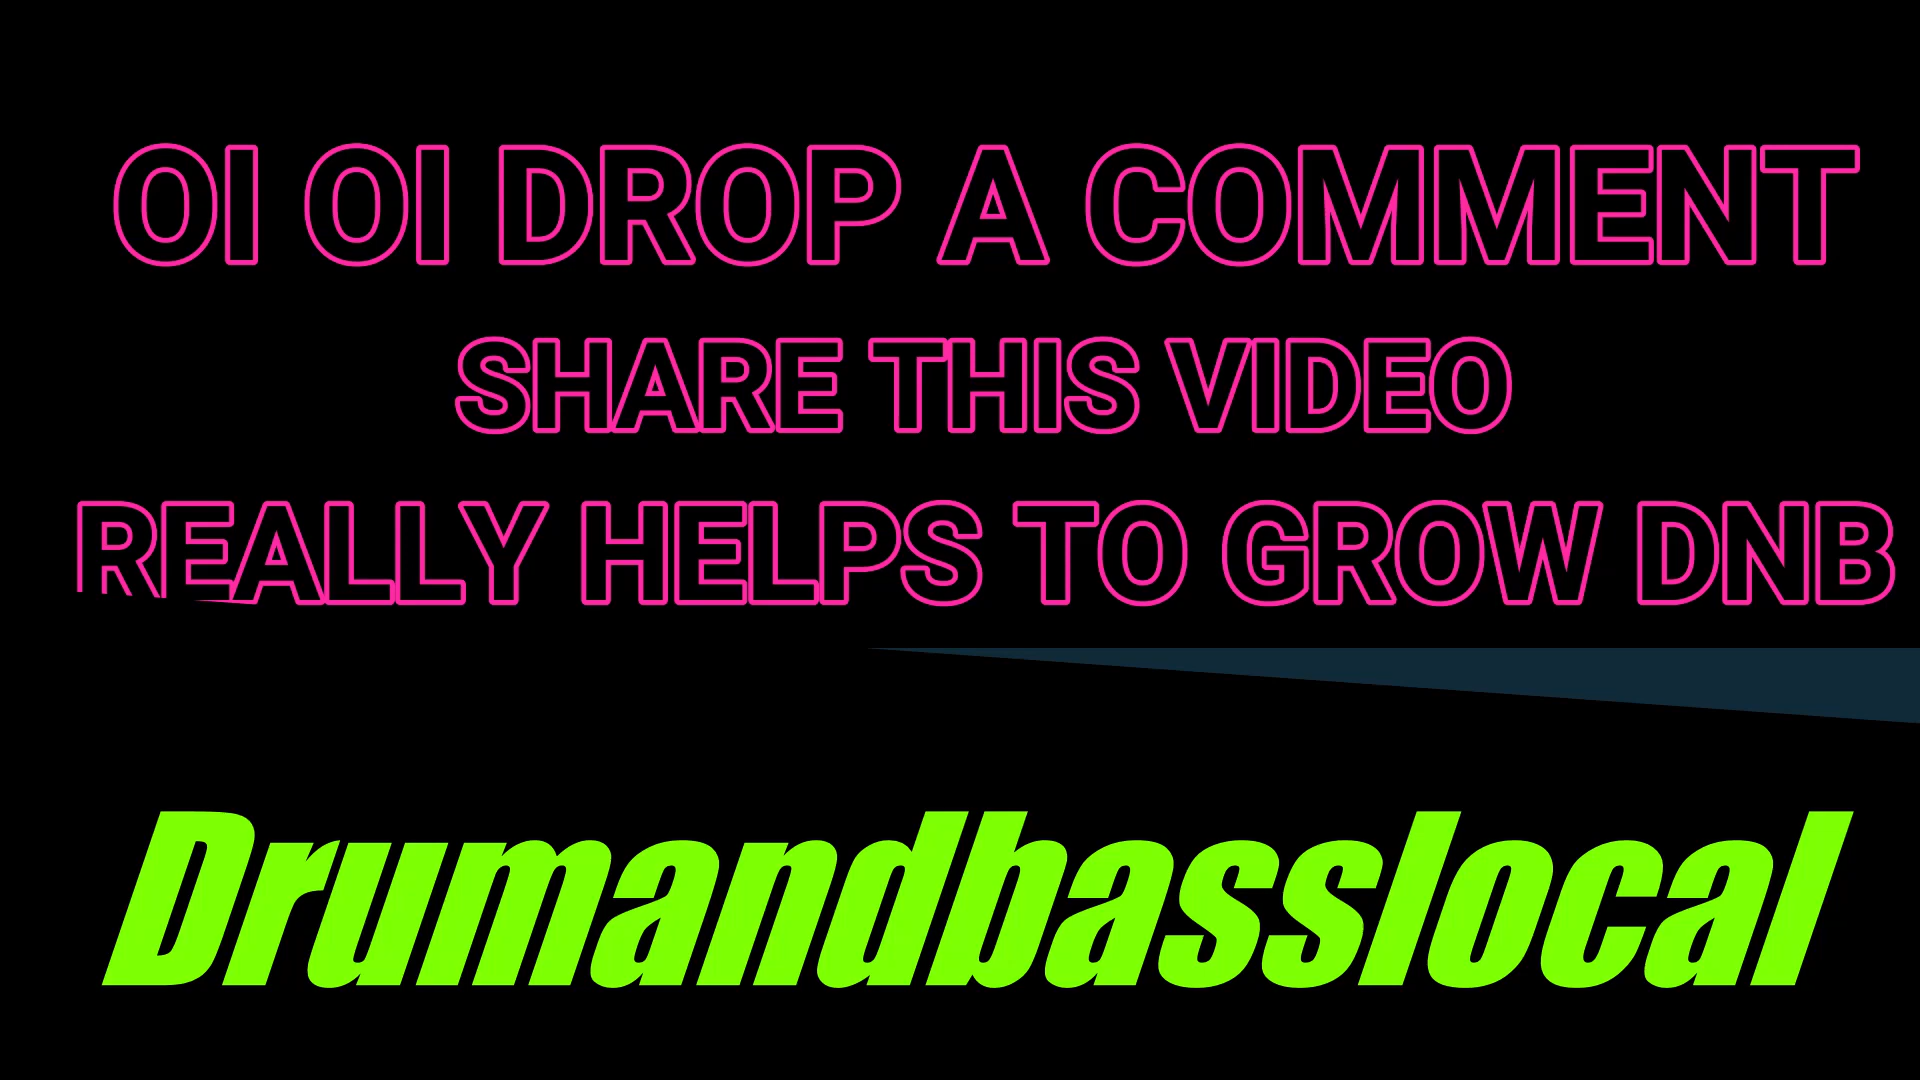 OI OI DROP A COMMENT
SHARE THIS VIDEO
REALLY HELPS TO GROW DNB
Drumandbasslocal